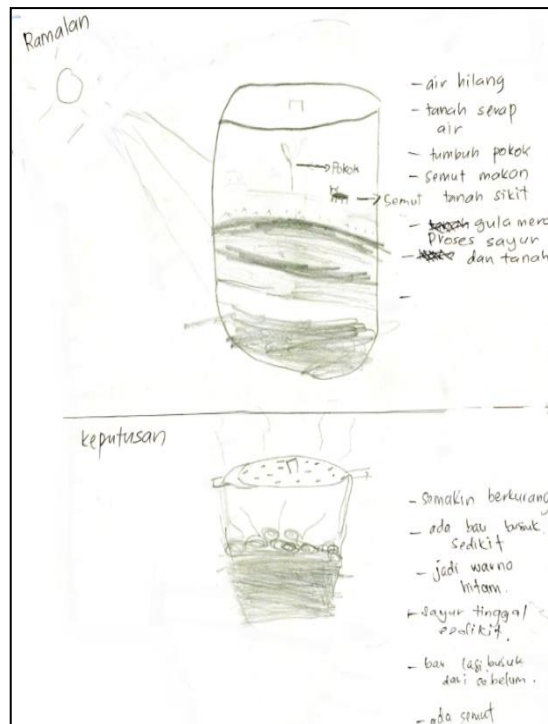 Ramalan
- air hilang
- tanah serap
air
- tumbuh pokok
- semut makan
tanah sikit
- gula mera
Proses sayur
- dan tanah
-
Pokok
Semut
keputusan
- semakin berkurang
- ada bau busuk
sedikit
- jadi warna
hitam.
- sayur tinggal
sedikit.
- bau lagi busuk
dari sebelum.
- ada semut